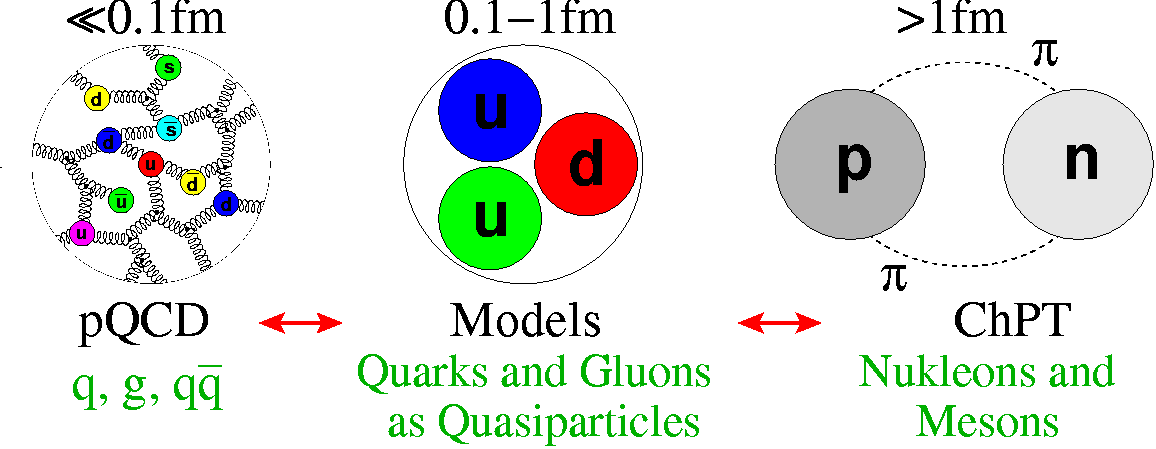 ≪0.1fm
0.1−1fm
>1fm
s
d
s̅
d
u
d
u̅
d
u
u
d
u
π
p
n
π
pQCD
Models
ChPT
q, g, qq̅
Quarks and Gluons
as Quasiparticles
Nukleons and
Mesons